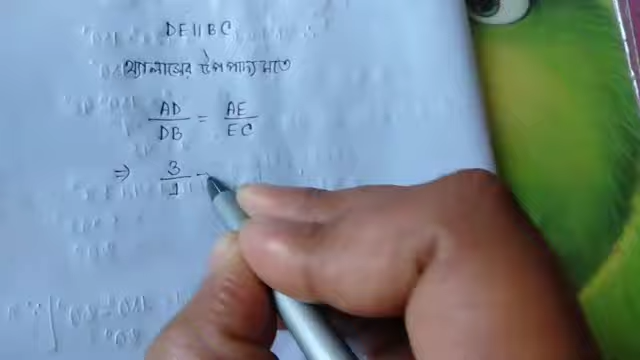 DE||BC
থ্যালাসের উপপাদ্য মতে
AD/DB = AE/EC
⇒ 3/1 -